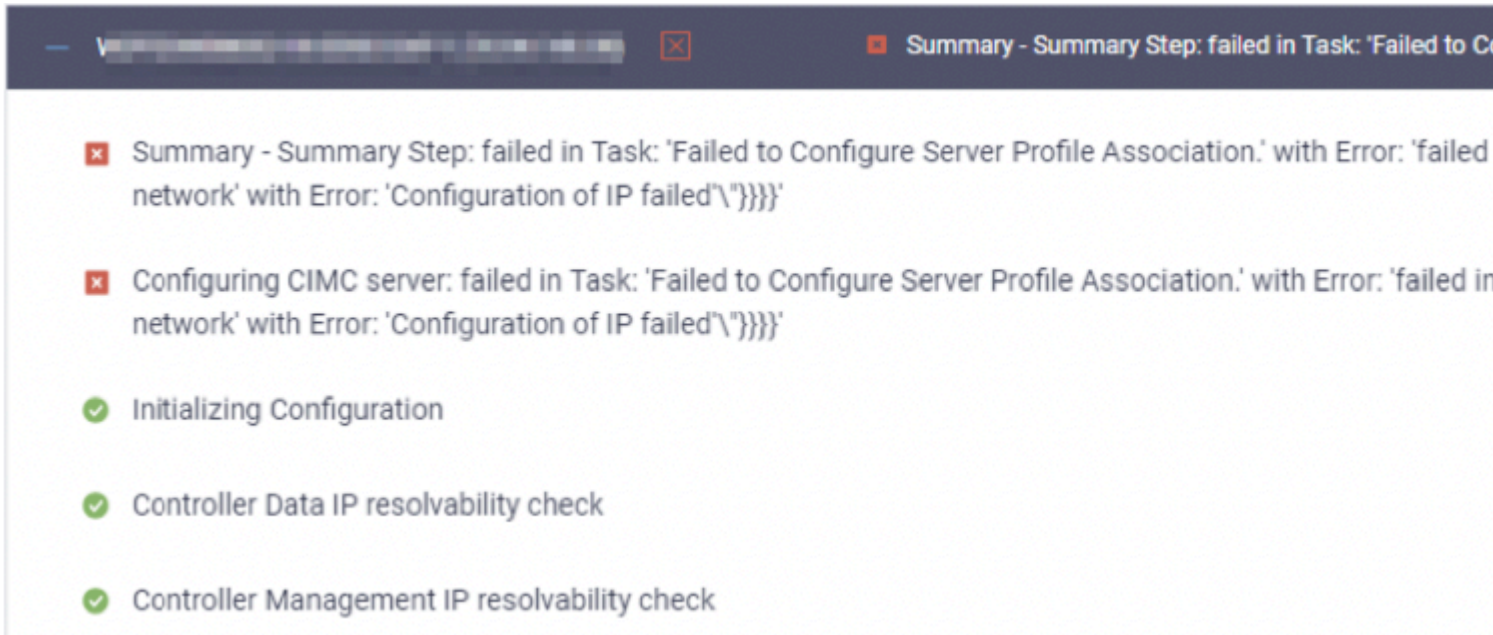 Summary - Summary Step: failed in Task: 'Failed to
Summary - Summary Step: failed in Task: 'Failed to Configure Server Profile Association.' with Error: 'failed
network' with Error: 'Configuration of IP failed'\"}}}}'
Configuring CIMC server: failed in Task: 'Failed to Configure Server Profile Association.' with Error: 'failed in
network' with Error: 'Configuration of IP failed'\"}}}}'
Initializing Configuration
Controller Data IP resolvability check
Controller Management IP resolvability check